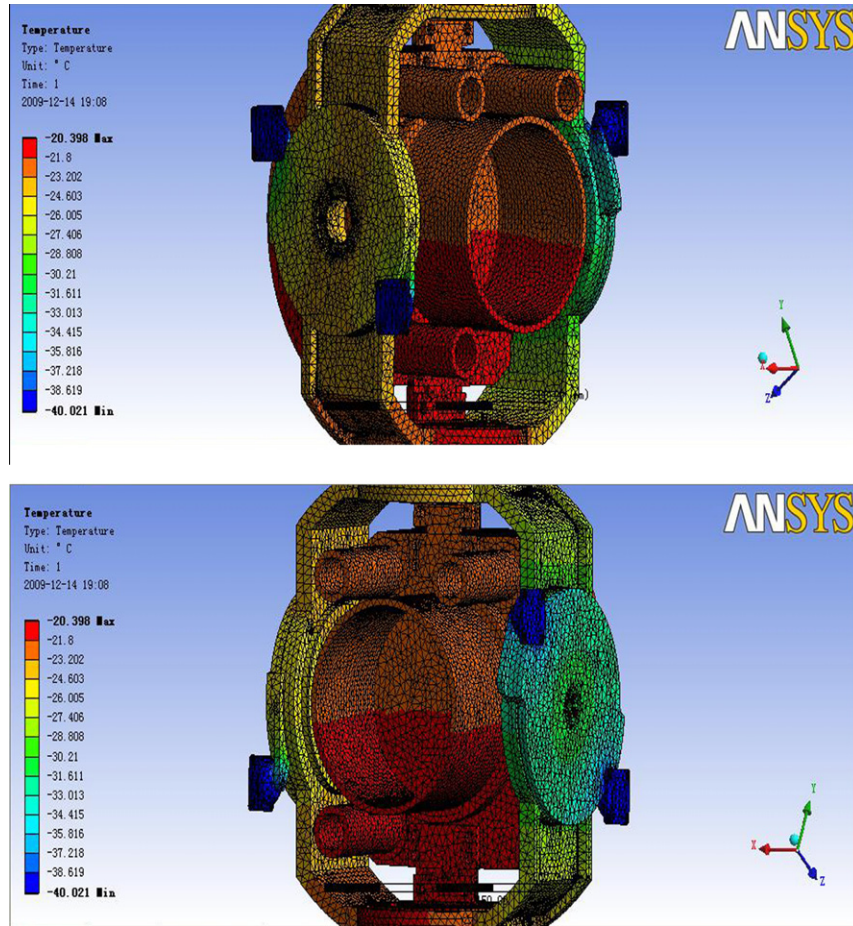 Temperature
Type: Temperature
Unit: ° C
Time: 1
2009-12-14 19:08
ANSYS
-20.398 Max
-21.8
-23.202
-24.603
-26.005
-27.406
-28.808
-30.21
-31.611
-33.013
-34.415
-35.816
-37.218
-38.619
-40.021 Min
Y
X
Z
Temperature
Type: Temperature
Unit: ° C
Time: 1
2009-12-14 19:08
ANSYS
-20.398 Max
-21.8
-23.202
-24.603
-26.005
-27.406
-28.808
-30.21
-31.611
-33.013
-34.415
-35.816
-37.218
-38.619
-40.021 Min
Y
X
Z